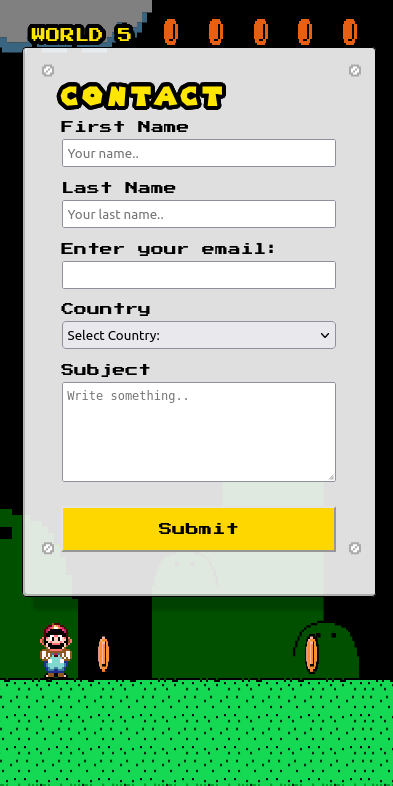 WORLD 5
CONTACT
First Name
Your name..
Last Name
Your last name..
Enter your email:
Country
Select Country:
Subject
Write something..
Submit